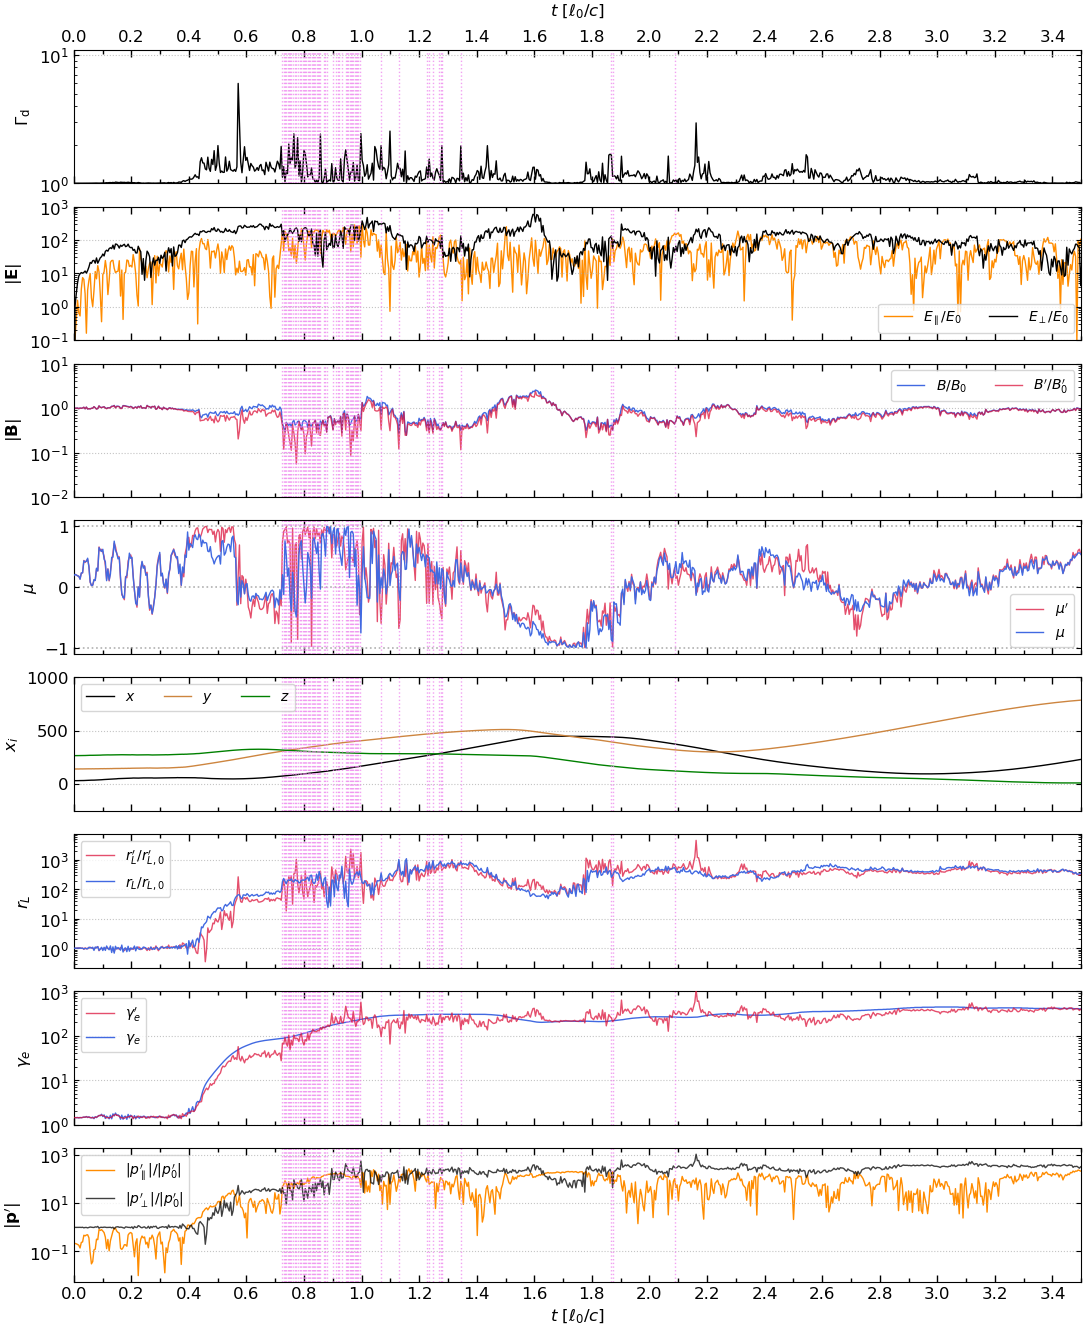 t [ℓ₀/c]
0.0 0.2 0.4 0.6 0.8 1.0 1.2 1.4 1.6 1.8 2.0 2.2 2.4 2.6 2.8 3.0 3.2 3.4
10¹
Γ_d
10⁰
10³
10²
|E|
10¹
10⁰
E_∥/E₀ E_⊥/E₀
10⁻¹
10¹
B/B₀ B′/B′₀
10⁰
|B|
10⁻¹
10⁻²
1
μ
0
μ′
μ
−1
1000
x y z
500
x_i
0
r′_L/r′_{L,0}
10³
r_L/r_{L,0}
10²
r_L
10¹
10⁰
10³
γ′_e
γ_e
10²
γ_e
10¹
10⁰
10³
|p′_∥|/|p′₀|
|p′_⊥|/|p′₀|
10¹
|p′|
10⁻¹
0.0 0.2 0.4 0.6 0.8 1.0 1.2 1.4 1.6 1.8 2.0 2.2 2.4 2.6 2.8 3.0 3.2 3.4
t [ℓ₀/c]